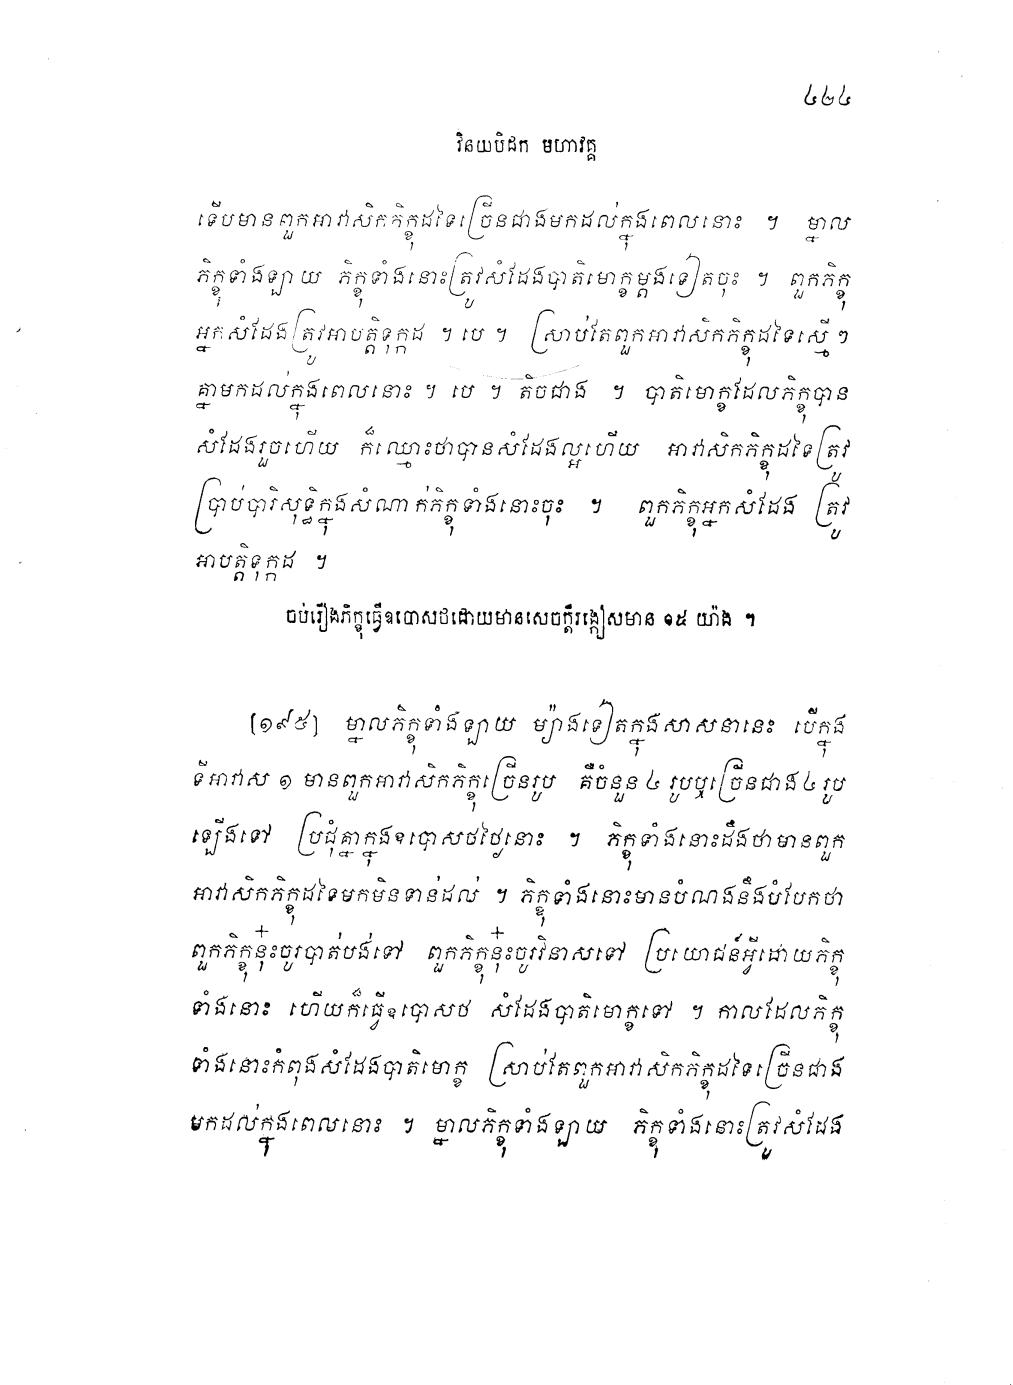 ៤២៤
វិនយបិដក មហាវគ្គ
ទើបមានពួកអាវាសិកភិក្ខុដទៃច្រើនជាងមកដល់ក្នុងពេលនោះ ។ ម្នាល
ភិក្ខុទាំងឡាយ ភិក្ខុទាំងនោះត្រូវសំដែងបាតិមោក្ខម្តងទៀតចុះ ។ ពួកភិក្ខុ
អ្នកសំដែងត្រូវអាបត្តិទុក្កដ ។ បេ ។ ស្រាប់តែពួកអាវាសិកភិក្ខុដទៃស្មើ ៗ
គ្នាមកដល់ក្នុងពេលនោះ ។ បេ ។ តិចជាង ។ បាតិមោក្ខដែលភិក្ខុបាន
សំដែងរួចហើយ ក៏ឈ្មោះថាបានសំដែងល្អហើយ អាវាសិកភិក្ខុដទៃត្រូវ
ប្រាប់បារិសុទ្ធិក្នុងសំណាក់ភិក្ខុទាំងនោះចុះ ។ ពួកភិក្ខុអ្នកសំដែង ត្រូវ
អាបត្តិទុក្កដ ។
ចប់រឿងភិក្ខុធ្វើឧបោសថដោយមានសេចក្តីរង្កៀសមាន ១៥ យ៉ាង ។
[១៩៥] ម្នាលភិក្ខុទាំងឡាយ ម្យ៉ាងទៀតក្នុងសាសនានេះ បើក្នុង
ទីអាវាស ១ មានពួកអាវាសិកភិក្ខុច្រើនរូប គឺចំនួន ៤ រូបឬច្រើនជាង ៤ រូប
ឡើងទៅ ប្រជុំគ្នាក្នុងឧបោសថថ្ងៃនោះ ។ ភិក្ខុទាំងនោះដឹងថាមានពួក
អាវាសិកភិក្ខុដទៃមកមិនទាន់ដល់ ។ ភិក្ខុទាំងនោះមានបំណងនឹងបំបែកថា
ពួកភិក្ខុនុ៎ះចូរបាត់បង់ទៅ ពួកភិក្ខុនុ៎ះចូរវិនាសទៅ ប្រយោជន៍អ្វីដោយភិក្ខុ
ទាំងនោះ ហើយក៏ធ្វើឧបោសថ សំដែងបាតិមោក្ខទៅ ។ កាលដែលភិក្ខុ
ទាំងនោះកំពុងសំដែងបាតិមោក្ខ ស្រាប់តែពួកអាវាសិកភិក្ខុដទៃច្រើនជាង
មកដល់ក្នុងពេលនោះ ។ ម្នាលភិក្ខុទាំងឡាយ ភិក្ខុទាំងនោះត្រូវសំដែង